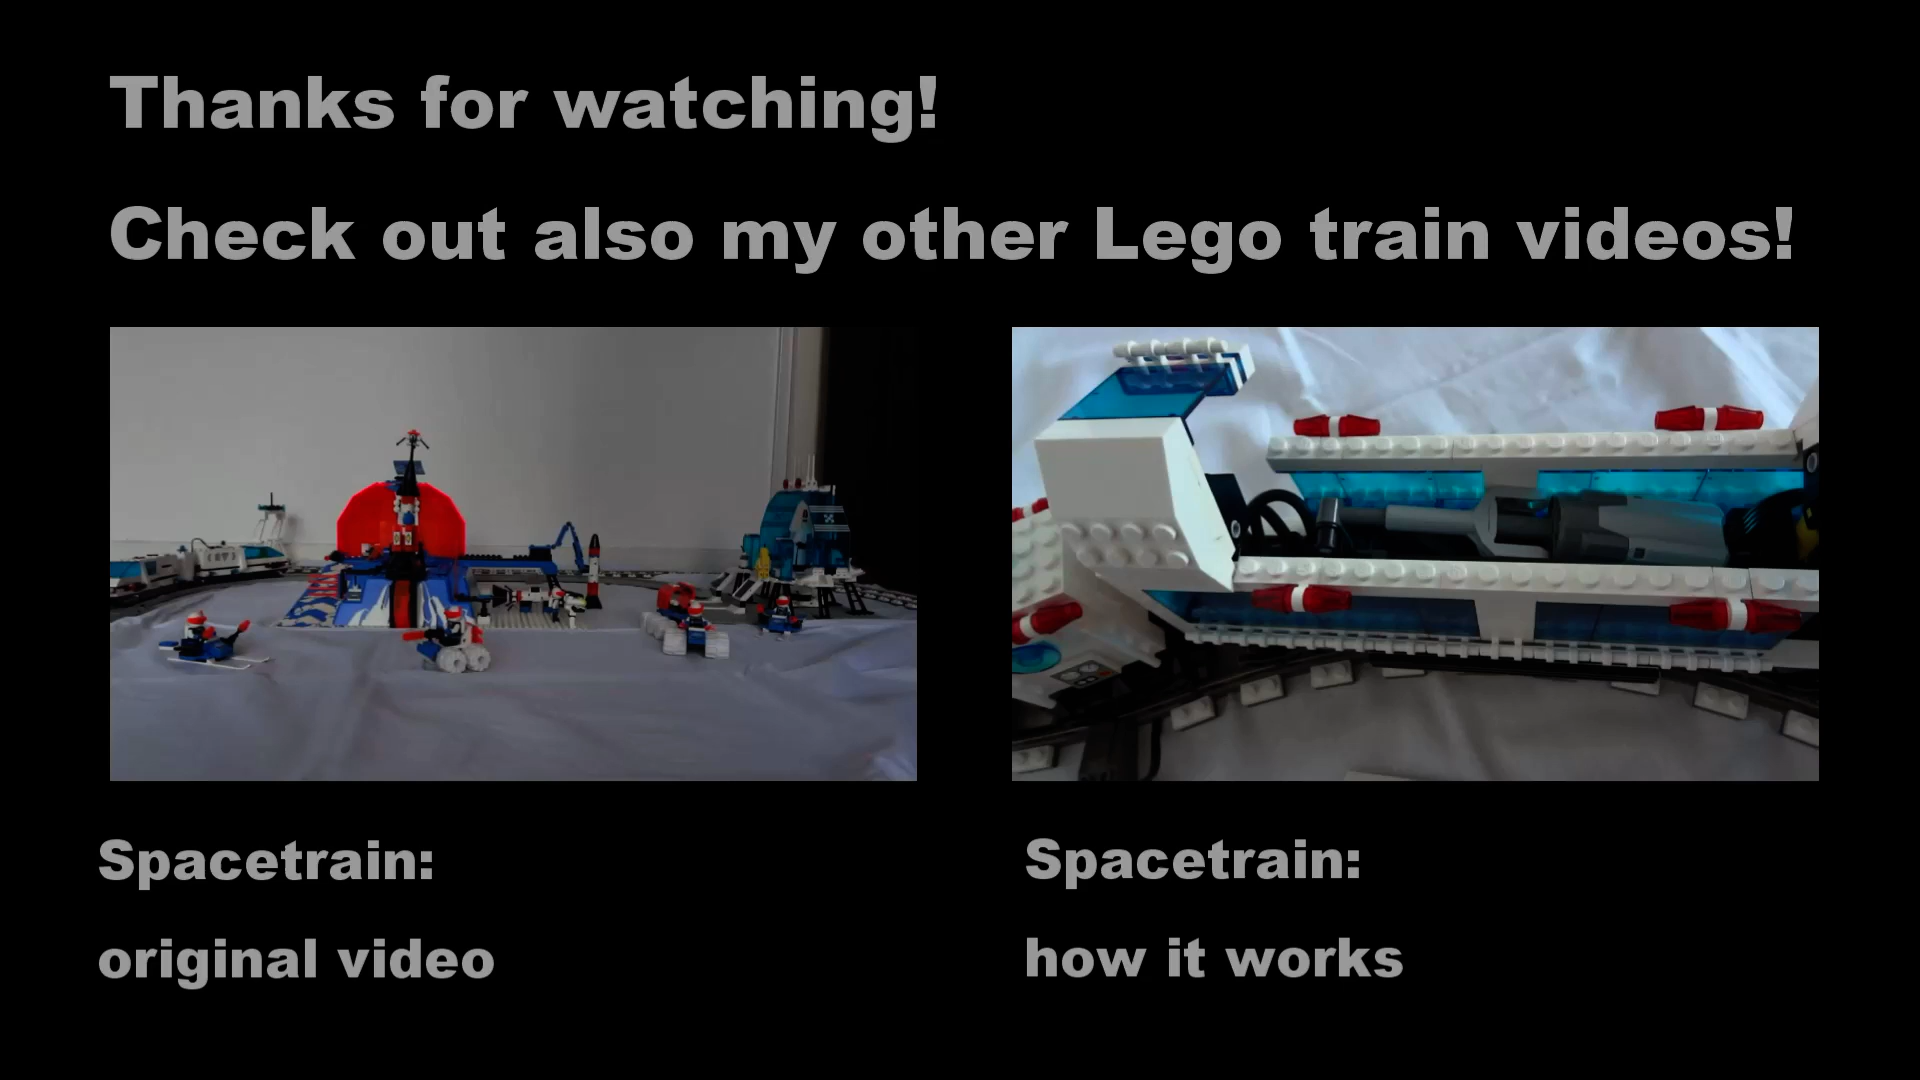 Thanks for watching!
Check out also my other Lego train videos!
Spacetrain:
original video
Spacetrain:
how it works